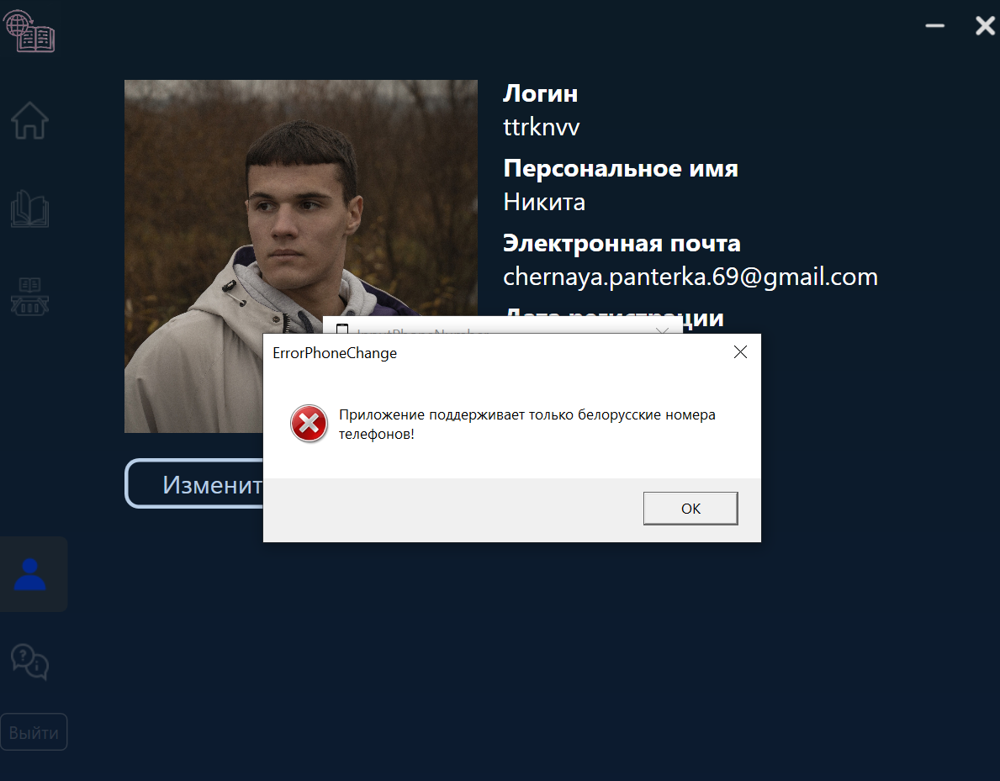 Логин
ttrknvv
Персональное имя
Никита
Электронная почта
chernaya.panterka.69@gmail.com
Дата регистрации
InputPhoneNumber
ErrorPhoneChange
Приложение поддерживает только белорусские номера
телефонов!
OK
Изменит
Выйти